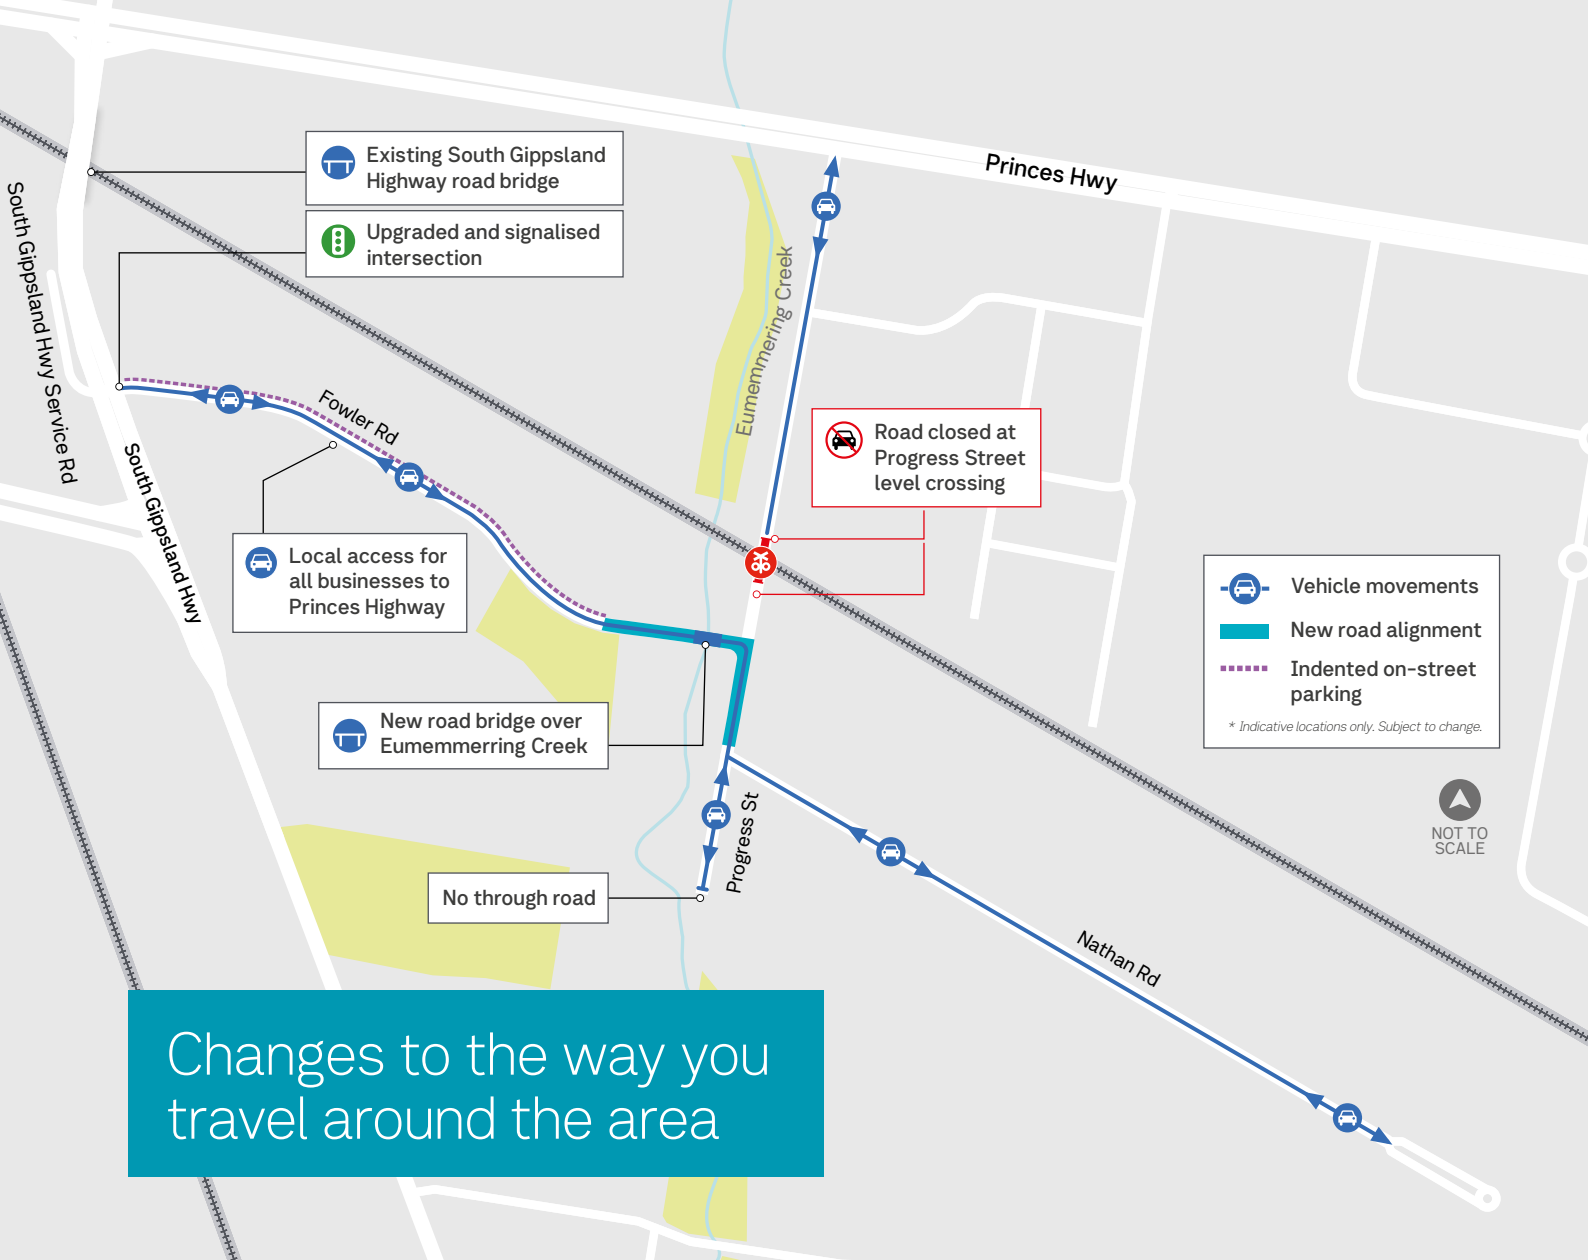 Existing South Gippsland
Highway road bridge
Upgraded and signalised
intersection
Princes Hwy
South Gippsland Hwy Service Rd
Eumemmering Creek
Fowler Rd
South Gippsland Hwy
Road closed at
Progress Street
level crossing
Local access for
all businesses to
Princes Highway
Vehicle movements
New road alignment
Indented on-street
parking
* Indicative locations only. Subject to change.
New road bridge over
Eumemmerring Creek
NOT TO
SCALE
Progress St
No through road
Nathan Rd
Changes to the way you
travel around the area